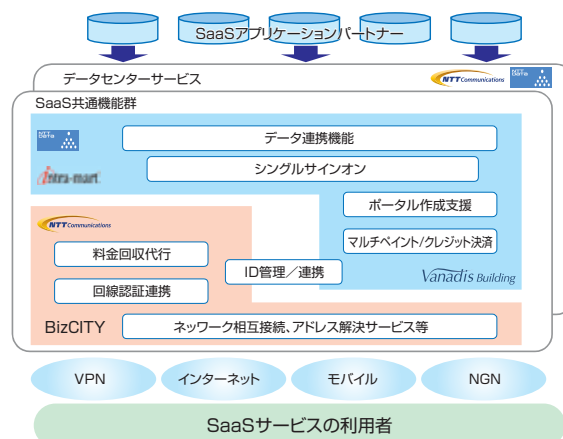 SaaSアプリケーションパートナー
データセンターサービス
NTT Communications
NTT DATA
SaaS共通機能群
NTT DATA
データ連携機能
intra-mart
シングルサインオン
ポータル作成支援
NTT Communications
マルチペイント/クレジット決済
料金回収代行
ID管理／連携
Vanadis Building
回線認証連携
BizCITY
ネットワーク相互接続、アドレス解決サービス等
VPN
インターネット
モバイル
NGN
SaaSサービスの利用者